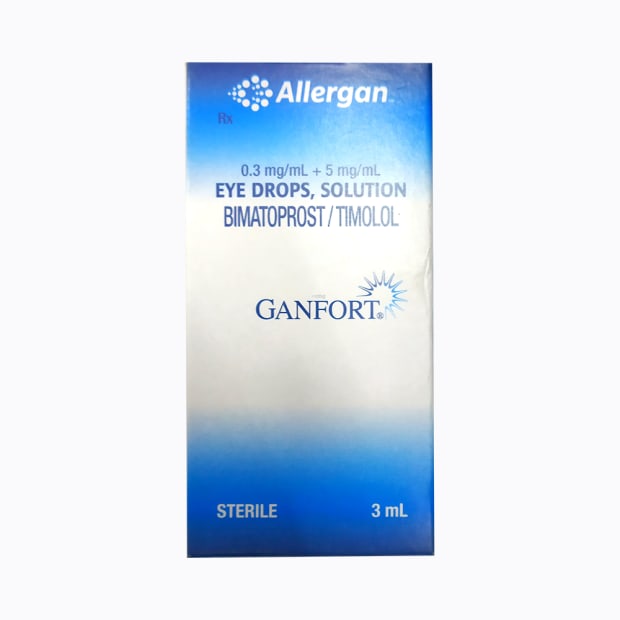 Allergan
Rx
0.3 mg/mL + 5 mg/mL
EYE DROPS, SOLUTION
BIMATOPROST / TIMOLOL
GANFORT®
STERILE
3 mL